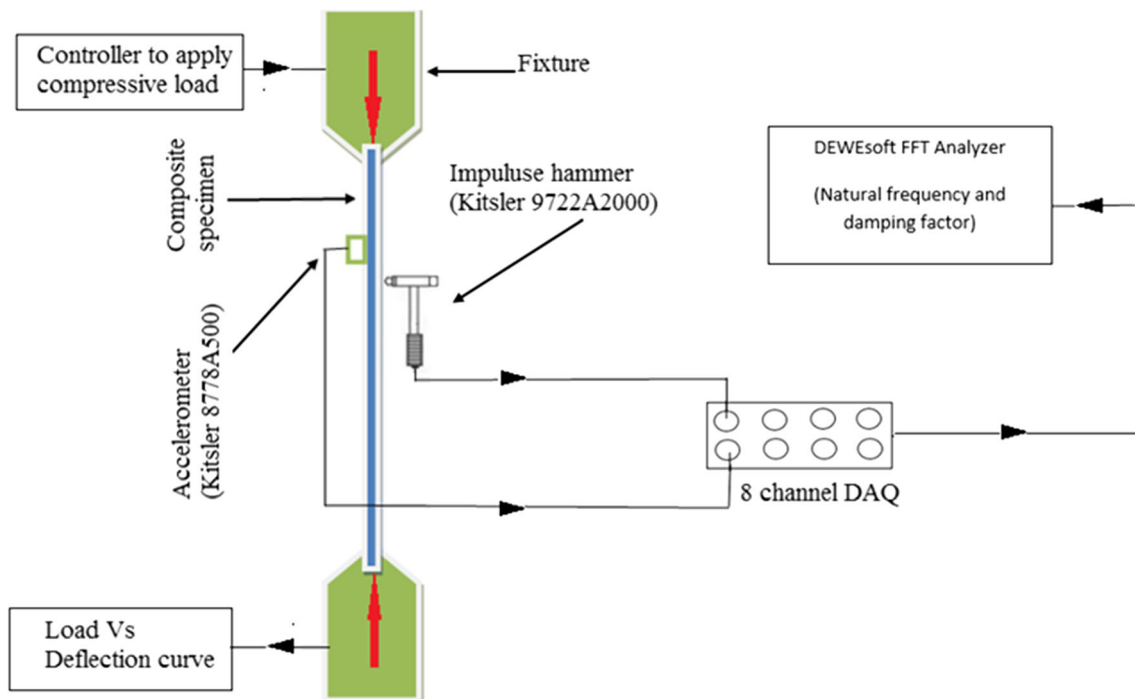 Controller to apply
compressive load
Fixture
DEWEsoft FFT Analyzer
(Natural frequency and
damping factor)
Composite
specimen
Impuluse hammer
(Kitsler 9722A2000)
Accelerometer
(Kitsler 8778A500)
8 channel DAQ
Load Vs
Deflection curve